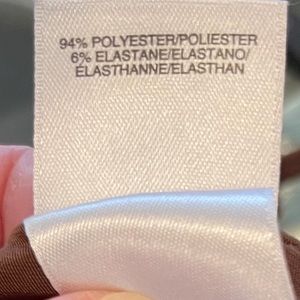 94% POLYESTER/POLIESTER
6% ELASTANE/ELASTANO/
ÉLASTHANNE/ELASTHAN